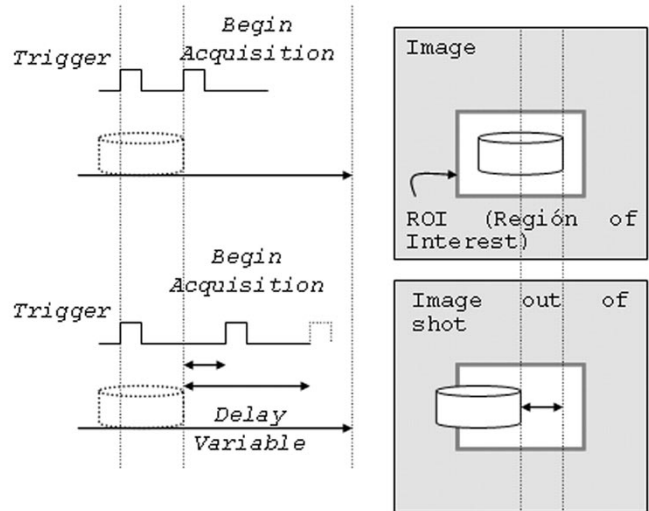 Begin
Acquisition
Trigger
Image
ROI (Región of
Interest)
Begin
Acquisition
Trigger
Delay
Variable
Image out of
shot